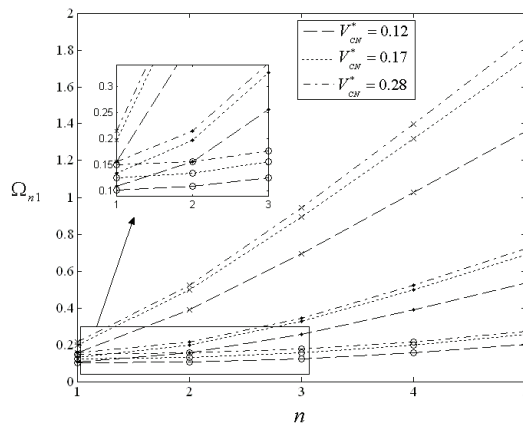 2
1.8
1.6
1.4
1.2
1
0.8
0.6
0.4
0.2
0
Ω_{n1}
1 2 3 4
n
V*_{CN} = 0.12
V*_{CN} = 0.17
V*_{CN} = 0.28
0.3
0.25
0.2
0.15
0.1
1 2 3